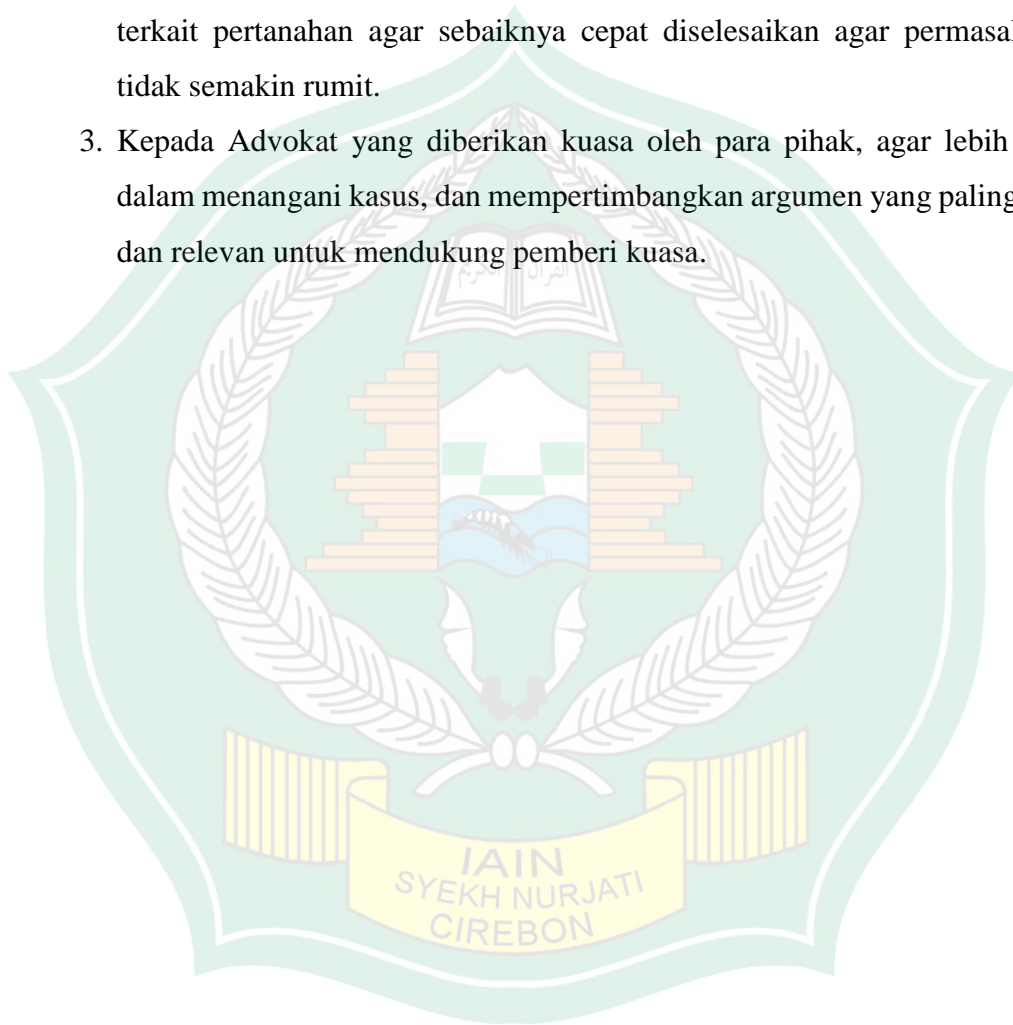 terkait pertanahan agar sebaiknya cepat diselesaikan agar
tidak semakin rumit.
3. Kepada Advokat yang diberikan kuasa oleh para pihak, agar lebih
dalam menangani kasus, dan mempertimbangkan argumen yang paling
dan relevan untuk mendukung pemberi kuasa.
القرآن الكريم
IAIN
SYEKH NURJATI
CIREBON